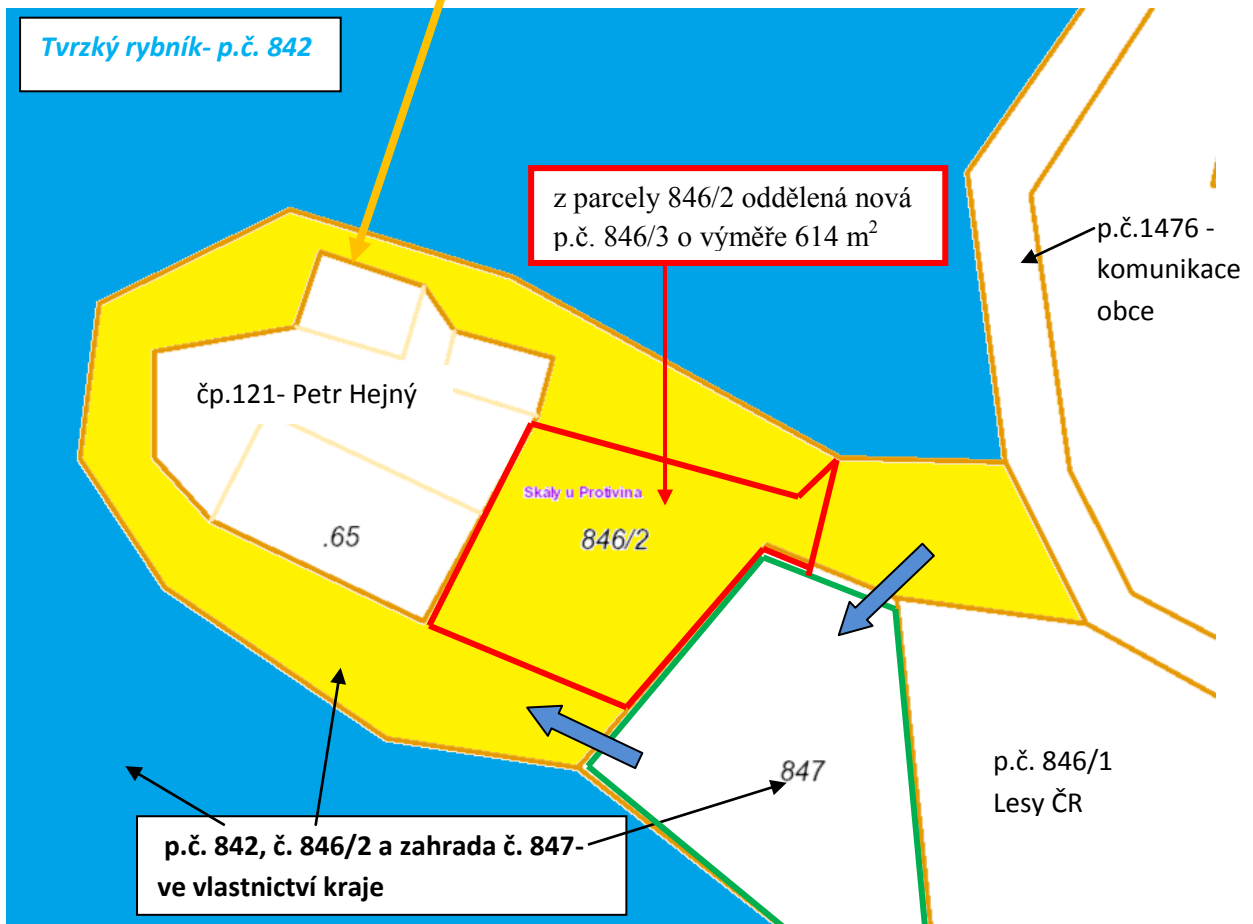 Tvrzký rybník- p.č. 842
z parcely 846/2 oddělená nová
p.č. 846/3 o výměře 614 m²
p.č.1476 -
komunikace
obce
čp.121- Petr Hejný
Skaly u Protivina
.65
846/2
847
p.č. 846/1
Lesy ČR
p.č. 842, č. 846/2 a zahrada č. 847-
ve vlastnictví kraje